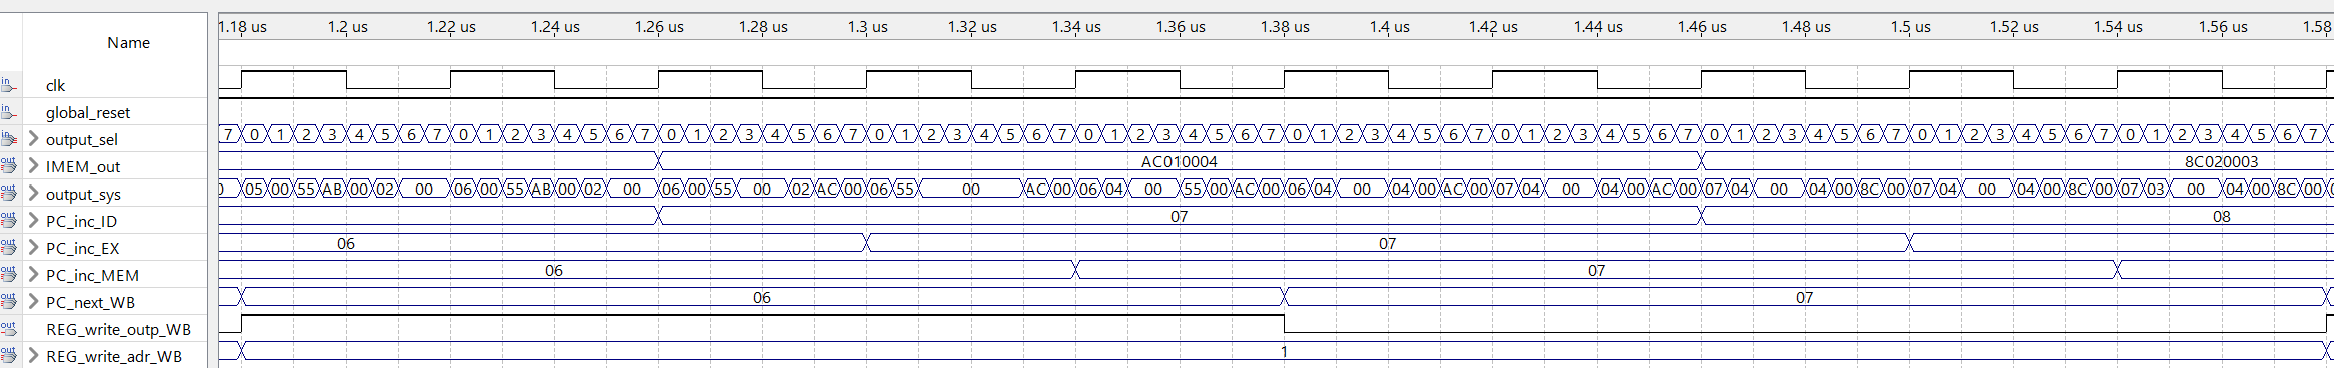 Name 1.18 us 1.2 us 1.22 us 1.24 us 1.26 us 1.28 us 1.3 us 1.32 us 1.34 us 1.36 us 1.38 us 1.4 us 1.42 us 1.44 us 1.46 us 1.48 us 1.5 us 1.52 us 1.54 us 1.56 us 1.58
in clk
in global_reset
in output_sel 7 0 1 2 3 4 5 6 7 0 1 2 3 4 5 6 7 0 1 2 3 4 5 6 7 0 1 2 3 4 5 6 7 0 1 2 3 4 5 6 7 0 1 2 3 4 5 6 7 0 1 2 3 4 5 6 7 0 1 2 3 4 5 6 7 0 1 2 3 4 5 6 7 0 1 2 3 4 5 6 7
out IMEM_out AC010004 8C020003
out output_sys 05 00 55 AB 00 02 00 06 00 55 AB 00 02 00 06 00 55 00 02 AC 00 06 55 00 AC 00 06 04 00 55 00 AC 00 06 04 00 04 00 AC 00 07 04 00 04 00 AC 00 07 04 00 04 00 8C 00 07 04 00 04 00 8C 00 07 03 00 04 00 8C 00
out PC_inc_ID 07 08
out PC_inc_EX 06 07
out PC_inc_MEM 06 07
out PC_next_WB 06 07
out REG_write_outp_WB
out REG_write_adr_WB 1